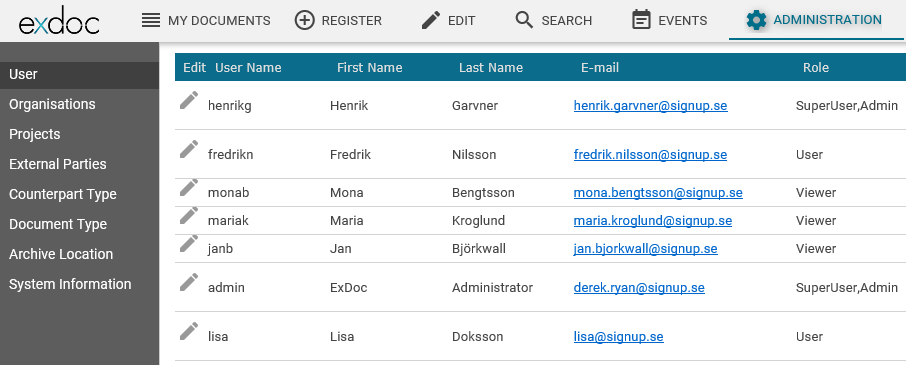 exdoc MY DOCUMENTS REGISTER EDIT SEARCH EVENTS ADMINISTRATION
User
Organisations
Projects
External Parties
Counterpart Type
Document Type
Archive Location
System Information
Edit User Name First Name Last Name E-mail Role
henrikg Henrik Garvner henrik.garvner@signup.se SuperUser,Admin
fredrikn Fredrik Nilsson fredrik.nilsson@signup.se User
monab Mona Bengtsson mona.bengtsson@signup.se Viewer
mariak Maria Kroglund maria.kroglund@signup.se Viewer
janb Jan Björkwall jan.bjorkwall@signup.se Viewer
admin ExDoc Administrator derek.ryan@signup.se SuperUser,Admin
lisa Lisa Doksson lisa@signup.se User